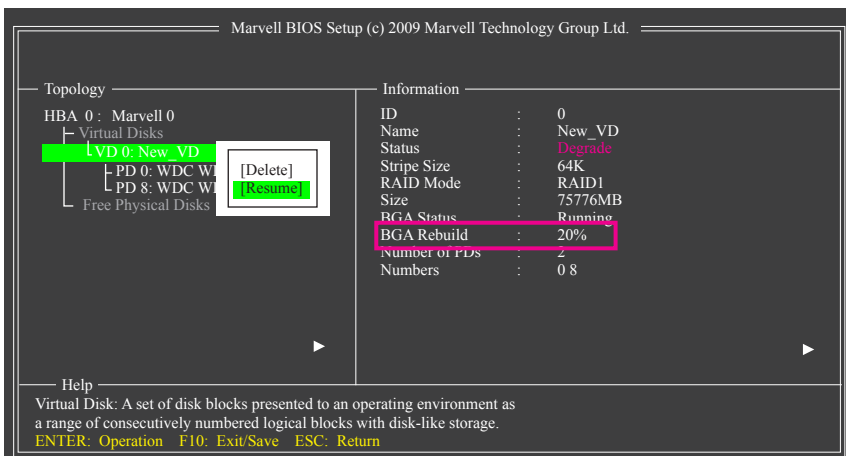 Marvell BIOS Setup (c) 2009 Marvell Technology Group Ltd.
Topology
HBA 0 : Marvell 0
Virtual Disks
VD 0: New_VD
PD 0: WDC
PD 8: WDC
Free Physical Disks
[Delete]
[Resume]
Information
ID : 0
Name : New_VD
Status : Degrade
Stripe Size : 64K
RAID Mode : RAID1
Size : 75776MB
BGA Status : Running
BGA Rebuild : 20%
Number of PDs : 2
Numbers : 0 8
Help
Virtual Disk: A set of disk blocks presented to an operating environment as
a range of consecutively numbered logical blocks with disk-like storage.
ENTER: Operation F10: Exit/Save ESC: Return